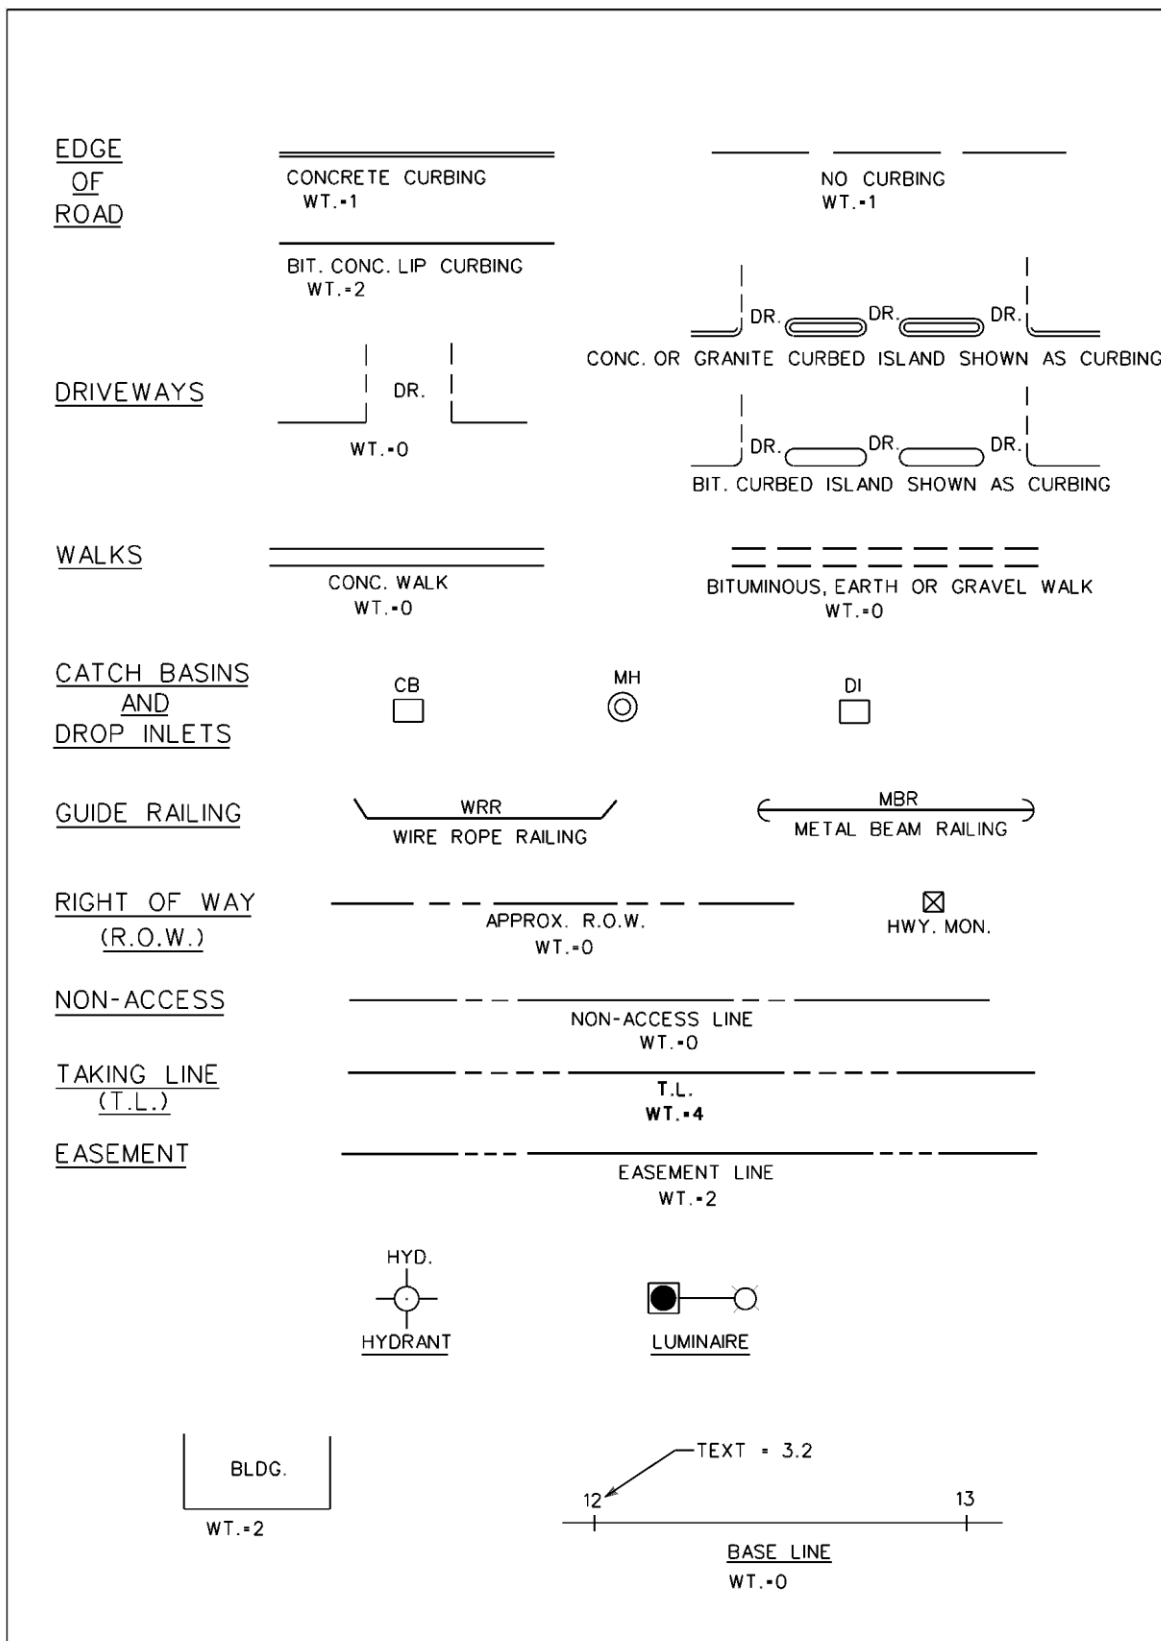 EDGE
OF
ROAD
CONCRETE CURBING
WT.=1
NO CURBING
WT.=1
BIT. CONC. LIP CURBING
WT.=2
DR. DR. DR.
CONC. OR GRANITE CURBED ISLAND SHOWN AS CURBING
DRIVEWAYS
DR.
WT.=0
DR. DR. DR.
BIT. CURBED ISLAND SHOWN AS CURBING
WALKS
CONC. WALK
WT.=0
BITUMINOUS, EARTH OR GRAVEL WALK
WT.=0
CATCH BASINS
AND
DROP INLETS
CB
MH
DI
GUIDE RAILING
WRR
WIRE ROPE RAILING
MBR
METAL BEAM RAILING
RIGHT OF WAY
(R.O.W.)
APPROX. R.O.W.
WT.=0
HWY. MON.
NON-ACCESS
NON-ACCESS LINE
WT.=0
TAKING LINE
(T.L.)
T.L.
WT.=4
EASEMENT
EASEMENT LINE
WT.=2
HYD.
HYDRANT
LUMINAIRE
BLDG.
WT.=2
TEXT = 3.2
12 13
BASE LINE
WT.=0